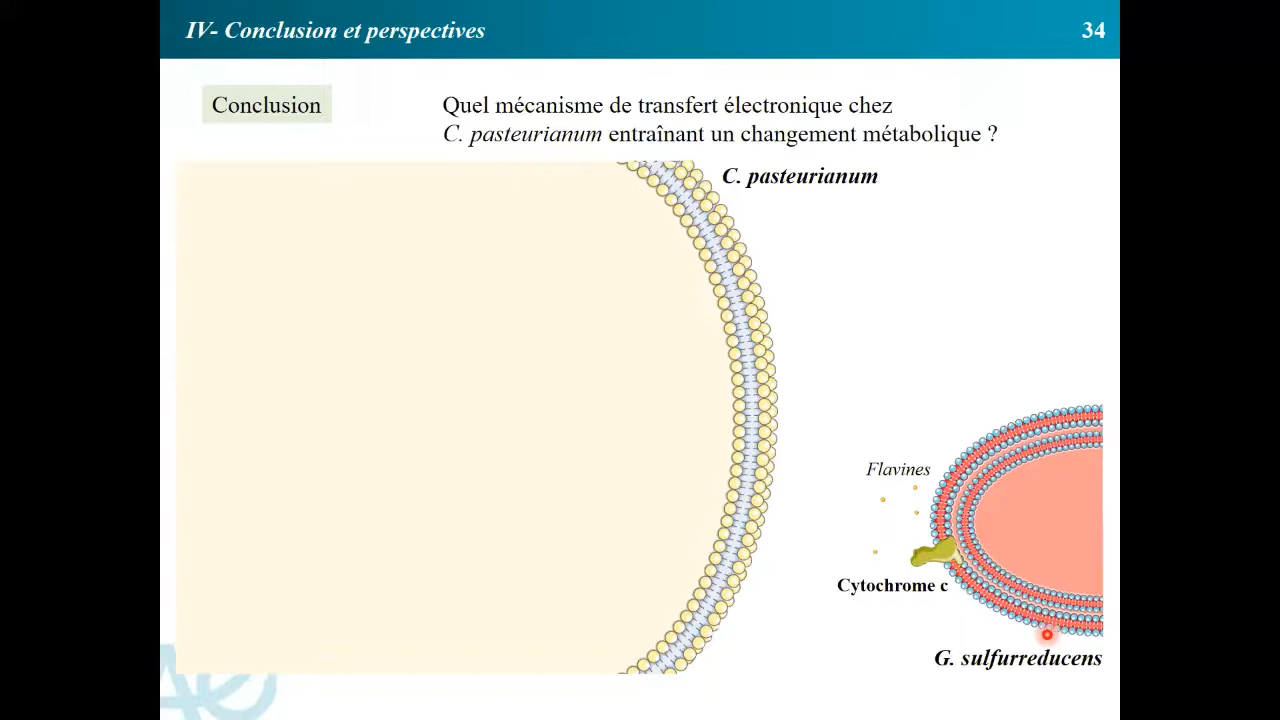 IV- Conclusion et perspectives
34
Conclusion
Quel mécanisme de transfert électronique chez
C. pasteurianum entraînant un changement métabolique ?
C. pasteurianum
Flavines
Cytochrome c
G. sulfurreducens